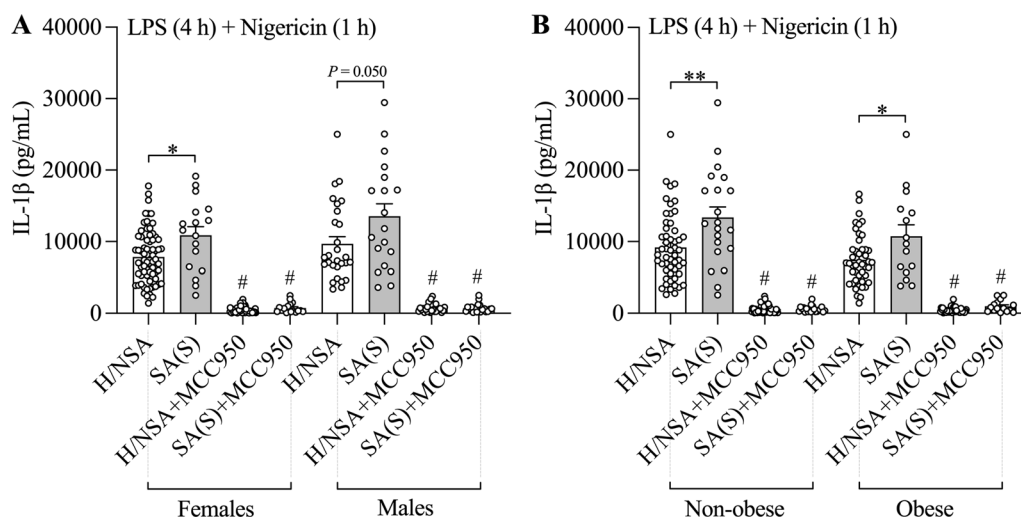 A
LPS (4 h) + Nigericin (1 h)
IL-1β (pg/mL)
40000
30000
20000
10000
0
*
P = 0.050
#
#
#
#
H/NSA
SA(S)
H/NSA+MCC950
SA(S)+MCC950
H/NSA
SA(S)
H/NSA+MCC950
SA(S)+MCC950
Females
Males
B
LPS (4 h) + Nigericin (1 h)
IL-1β (pg/mL)
40000
30000
20000
10000
0
**
*
#
#
#
#
H/NSA
SA(S)
H/NSA+MCC950
SA(S)+MCC950
H/NSA
SA(S)
H/NSA+MCC950
SA(S)+MCC950
Non-obese
Obese